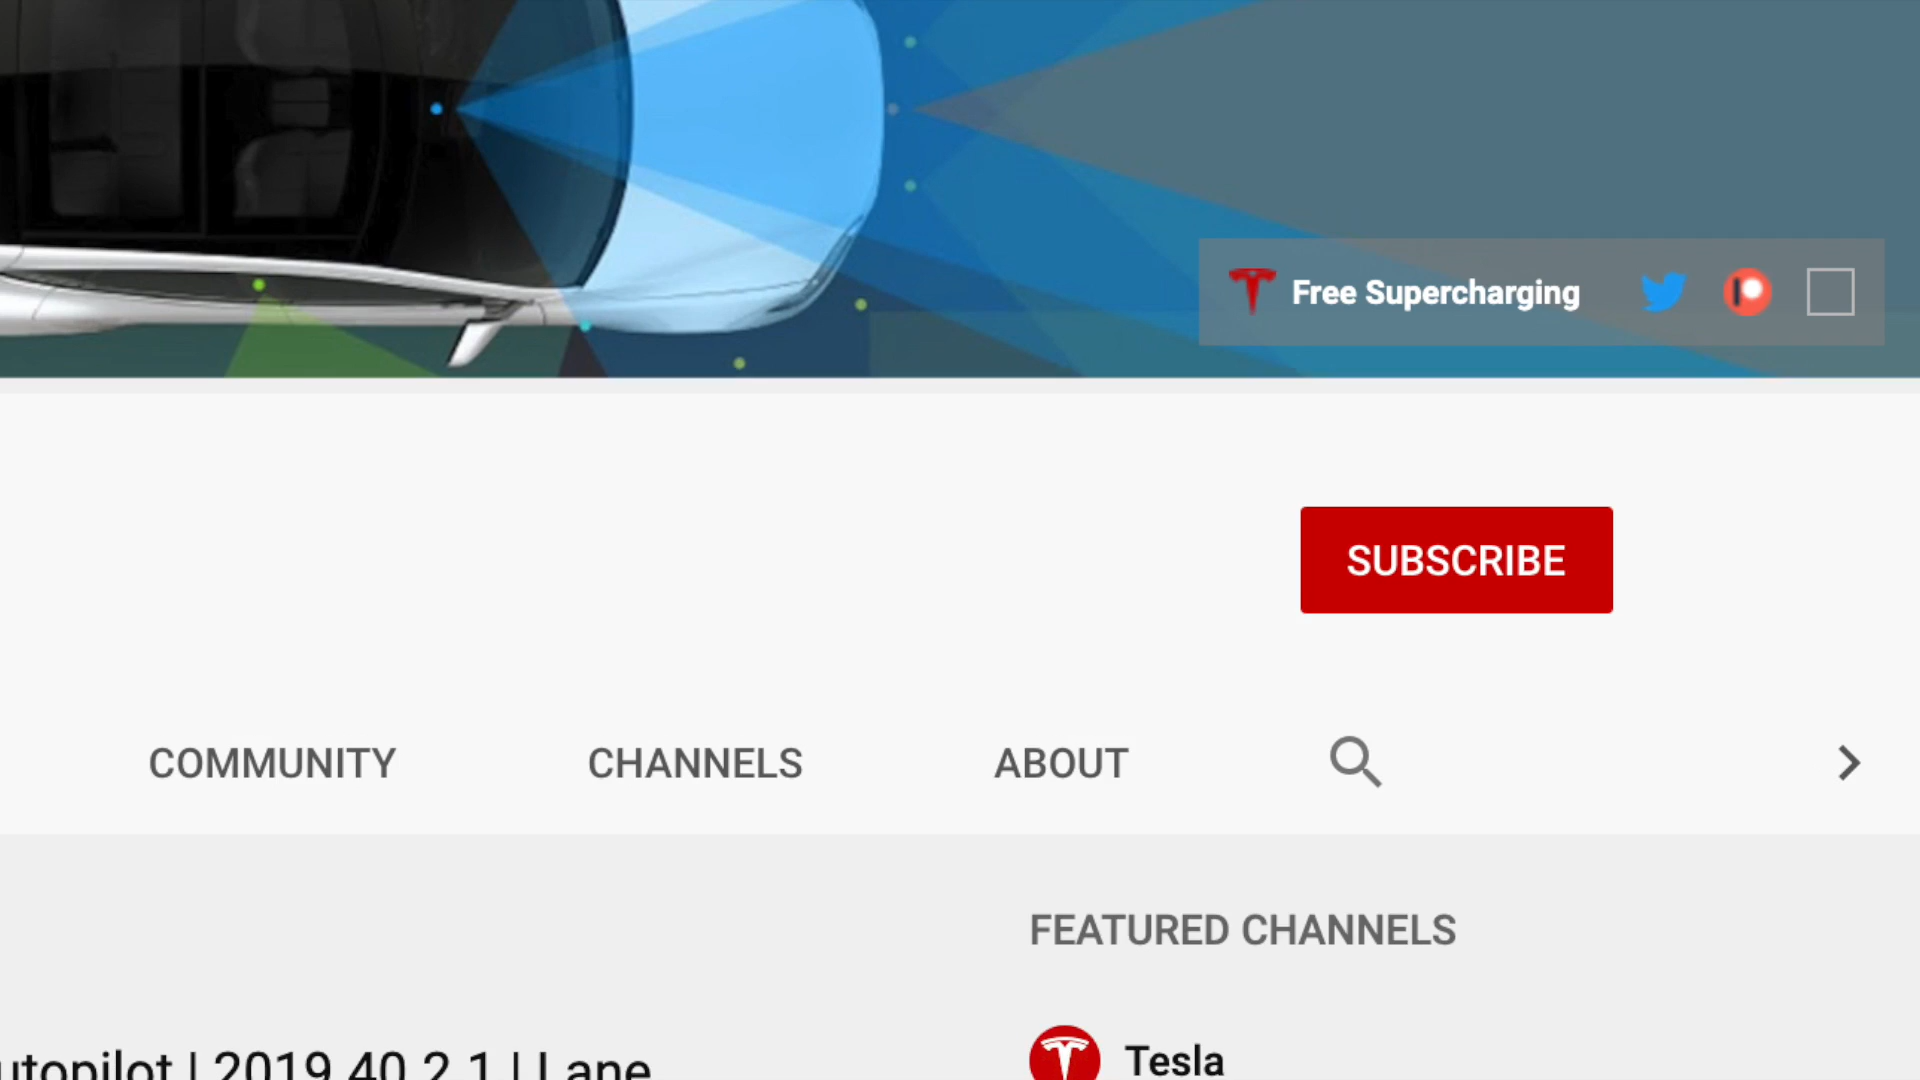 Free Supercharging
SUBSCRIBE
COMMUNITY CHANNELS ABOUT
FEATURED CHANNELS
Tesla
utopilot | 2019.40.2.1 | Lane